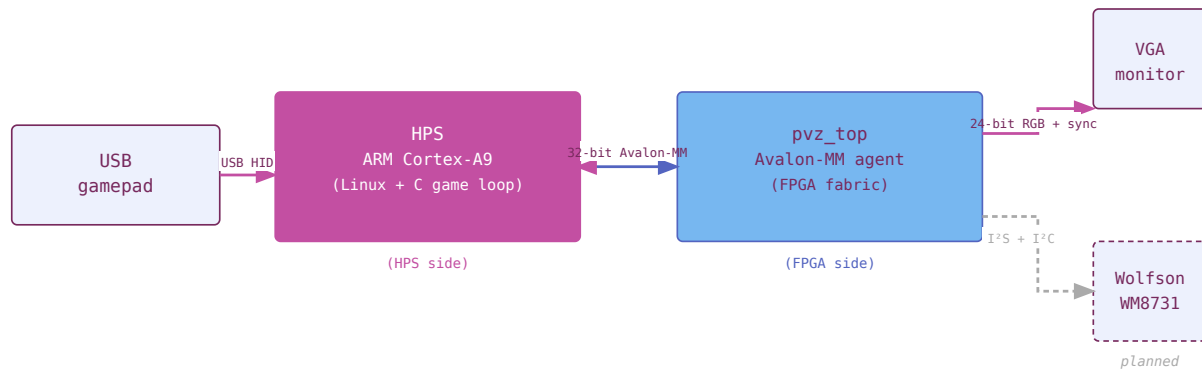 USB
gamepad
USB HID
HPS
ARM Cortex-A9
(Linux + C game loop)
(HPS side)
32-bit Avalon-MM
pvz_top
Avalon-MM agent
(FPGA fabric)
(FPGA side)
24-bit RGB + sync
VGA
monitor
I²S + I²C
Wolfson
WM8731
planned